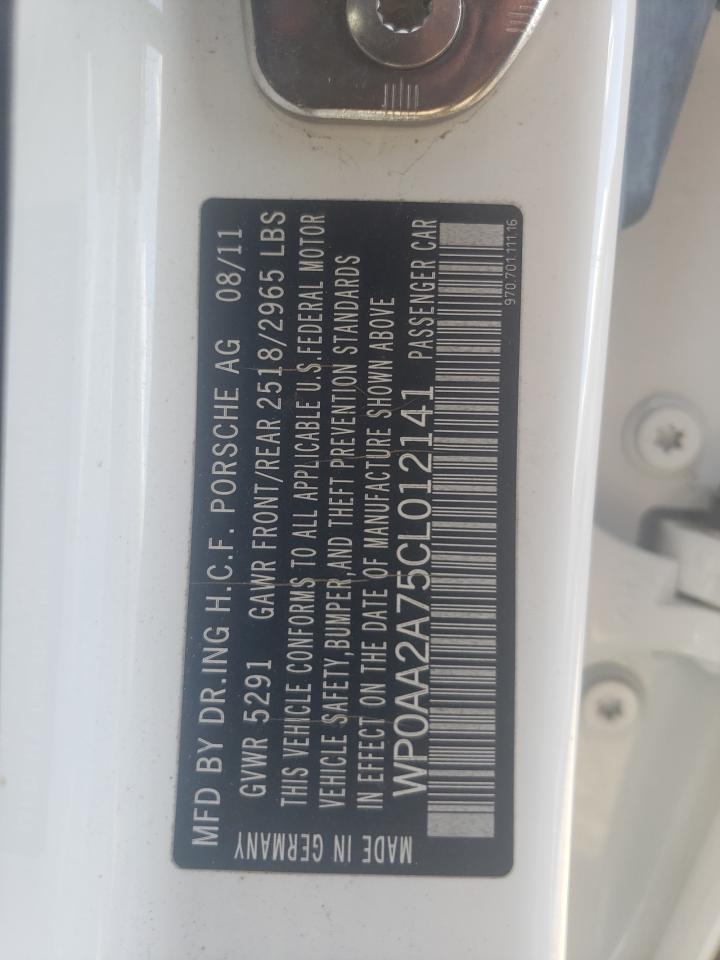 MFD BY DR.ING H.C.F. PORSCHE AG 08/11
GVWR 5291 GAWR FRONT/REAR 2518/2965 LBS
THIS VEHICLE CONFORMS TO ALL APPLICABLE U.S.FEDERAL MOTOR
VEHICLE SAFETY,BUMPER,AND THEFT PREVENTION STANDARDS
IN EFFECT ON THE DATE OF MANUFACTURE SHOWN ABOVE
WP0AA2A75CL012141 PASSENGER CAR
970.701.111.16
MADE IN GERMANY